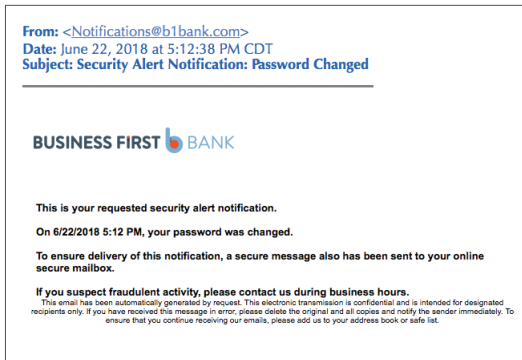 From: <Notifications@b1bank.com>
Date: June 22, 2018 at 5:12:38 PM CDT
Subject: Security Alert Notification: Password Changed
BUSINESS FIRST b BANK
This is your requested security alert notification.
On 6/22/2018 5:12 PM, your password was changed.
To ensure delivery of this notification, a secure message also has been sent to your online
secure mailbox.
If you suspect fraudulent activity, please contact us during business hours.
This email has been automatically generated by request. This electronic transmission is confidential and is intended for designated
recipients only. If you have received this message in error, please delete the original and all copies and notify the sender immediately. To
ensure that you continue receiving our emails, please add us to your address book or safe list.